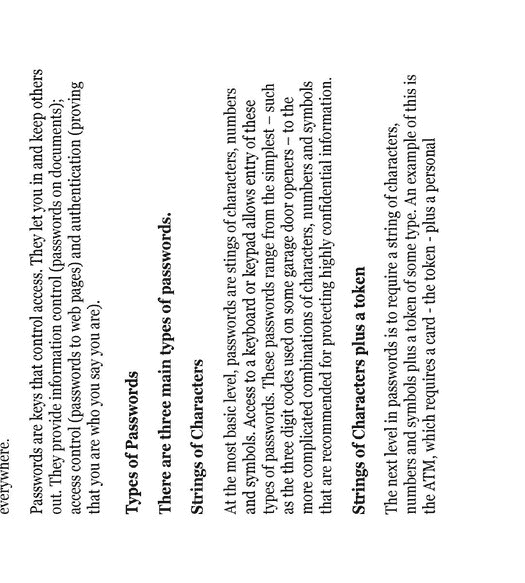 everywhere.
Passwords are keys that control access. They let you in and keep others
out. They provide information control (passwords on documents);
access control (passwords to web pages) and authentication (proving
that you are who you say you are).
Types of Passwords
There are three main types of passwords.
Strings of Characters
At the most basic level, passwords are stings of characters, numbers
and symbols. Access to a keyboard or keypad allows entry of these
types of passwords. These passwords range from the simplest – such
as the three digit codes used on some garage door openers – to the
more complicated combinations of characters, numbers and symbols
that are recommended for protecting highly confidential information.
Strings of Characters plus a token
The next level in passwords is to require a string of characters,
numbers and symbols plus a token of some type. An example of this is
the ATM, which requires a card - the token - plus a personal